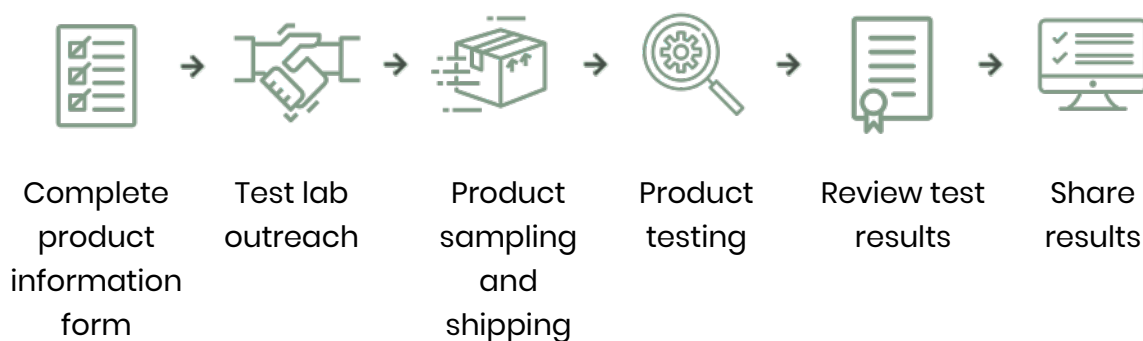 Complete
product
information
form
Test lab
outreach
Product
sampling
and
shipping
Product
testing
Review test
results
Share
results